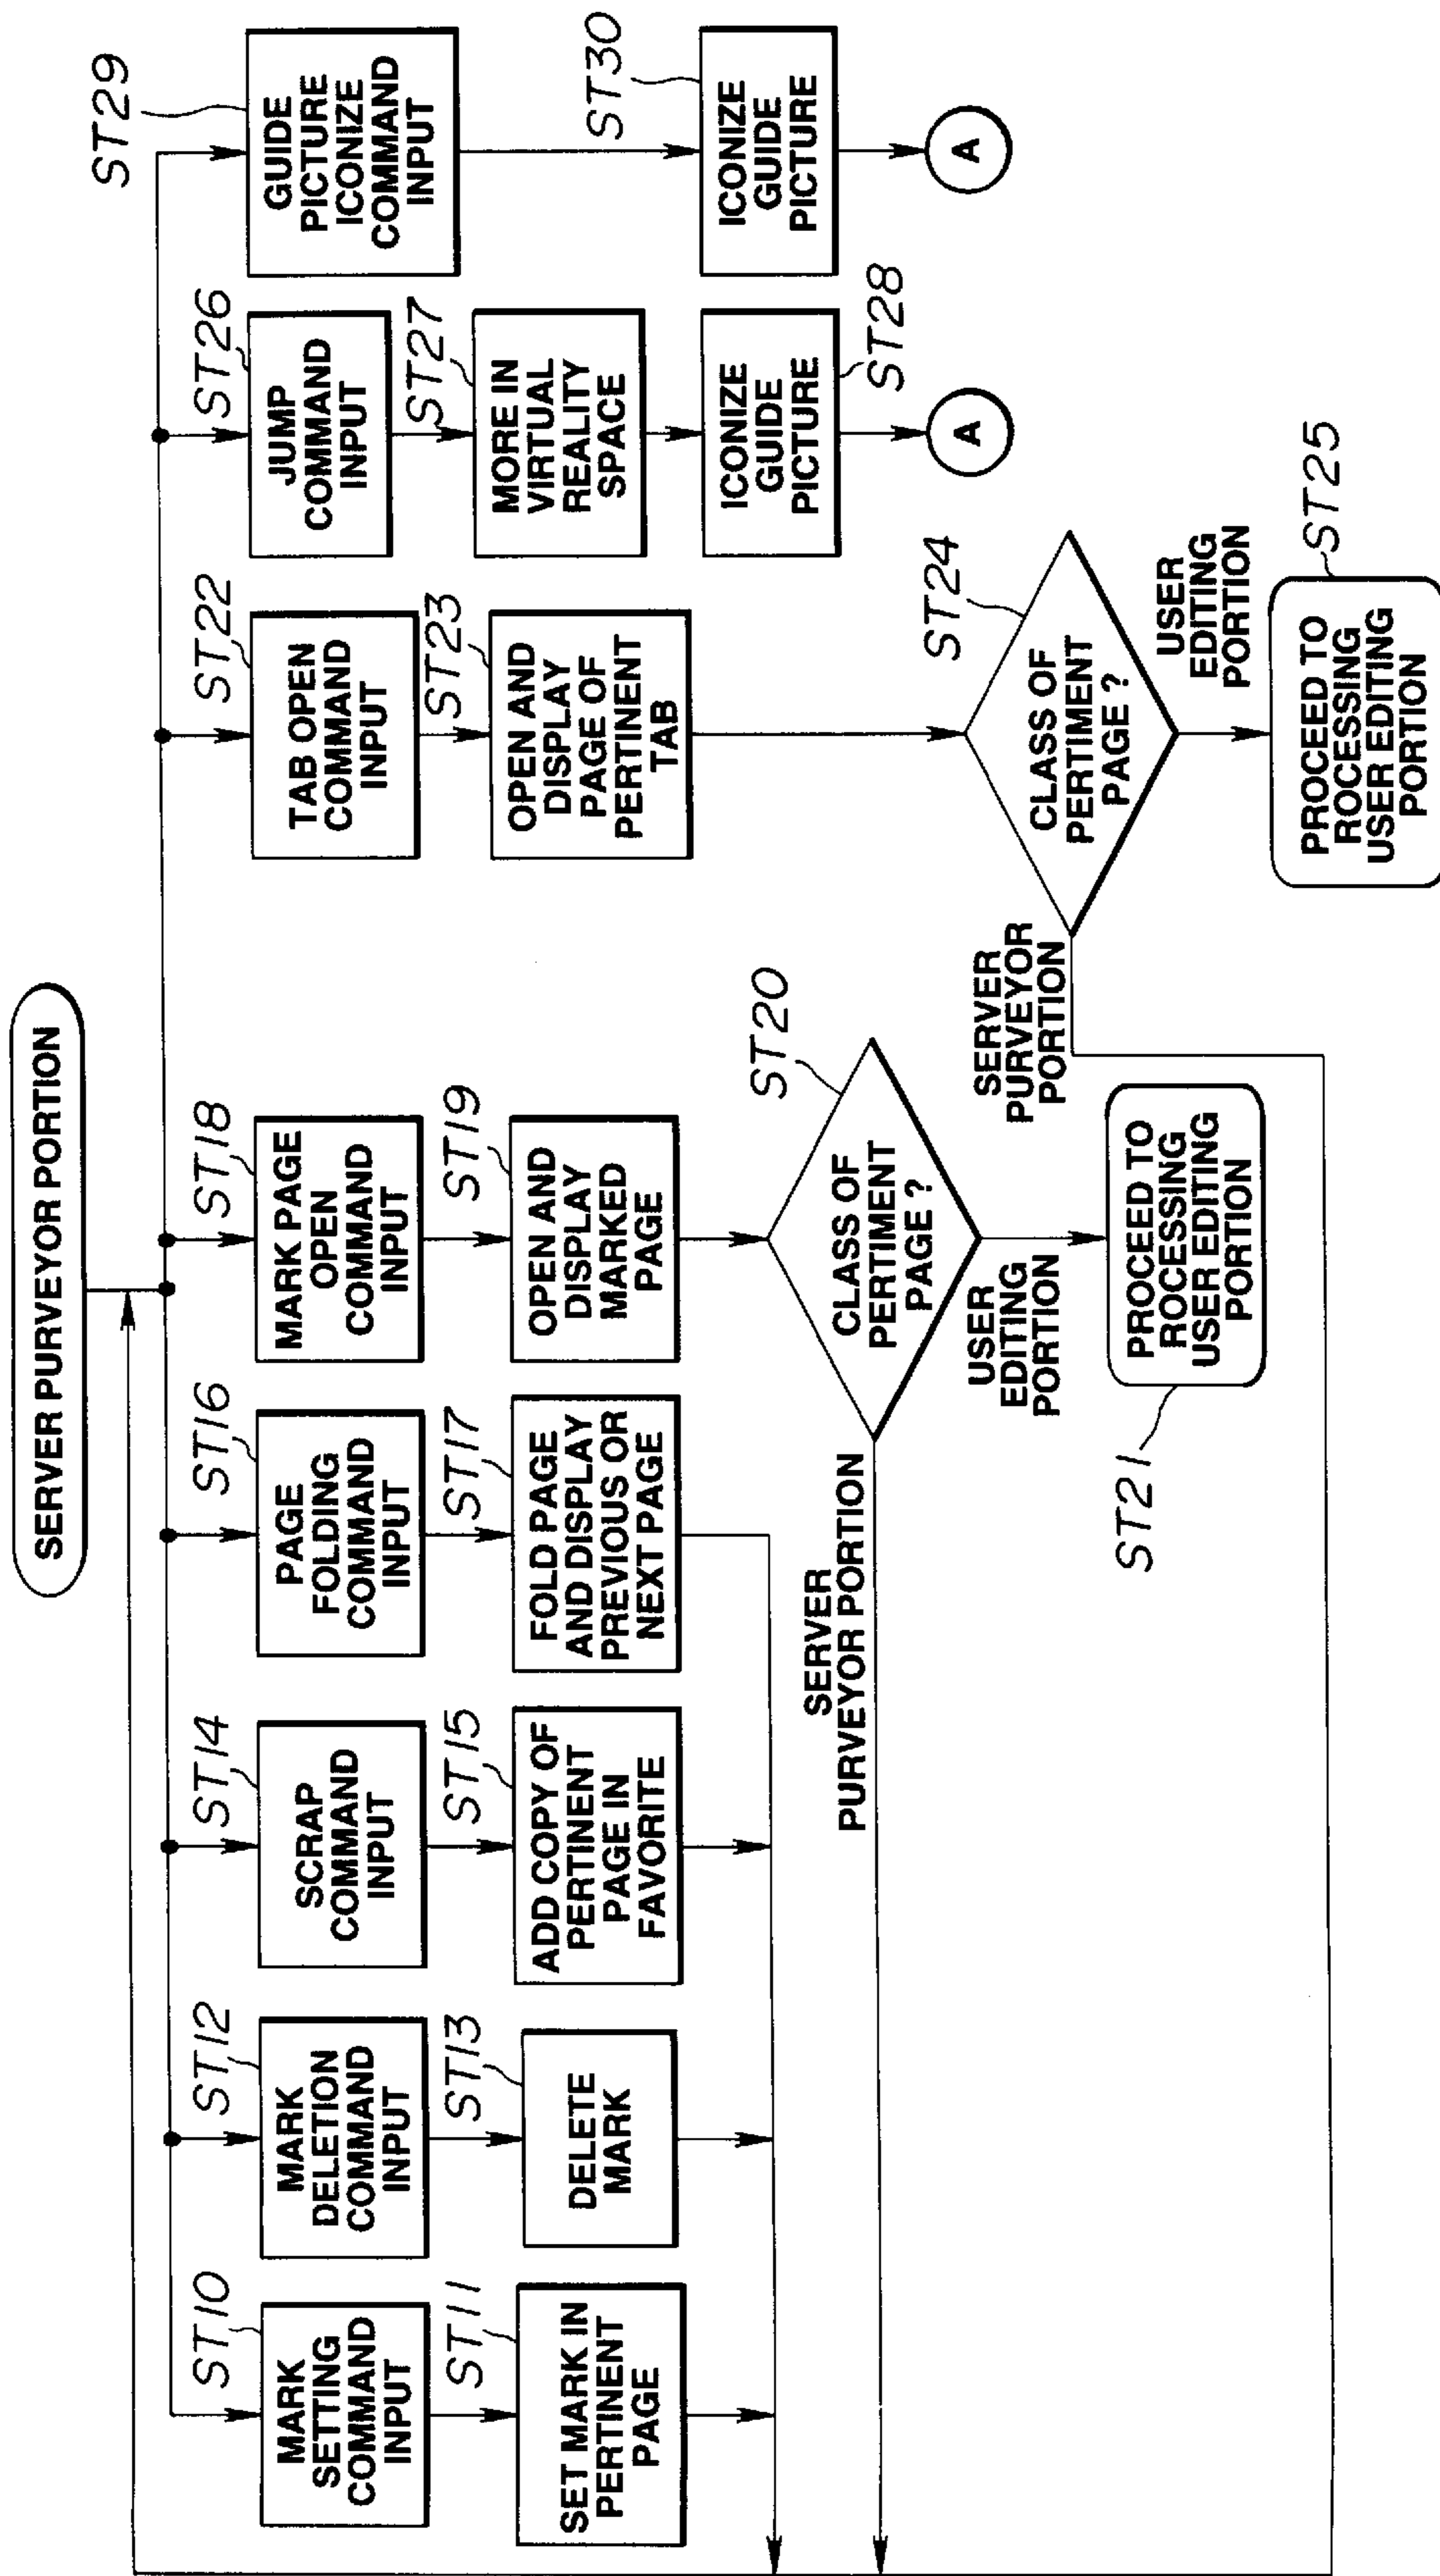 SERVER PURVEYOR PORTION
ST10
MARK
SETTING
COMMAND
INPUT
ST11
SET MARK IN
PERTINENT
PAGE
ST12
MARK
DELETION
COMMAND
INPUT
ST13
DELETE
MARK
ST14
SCRAP
COMMAND
INPUT
ST15
ADD COPY OF
PERTINENT
PAGE IN
FAVORITE
ST16
PAGE
FOLDING
COMMAND
INPUT
ST17
FOLD PAGE
AND DISPLAY
PREVIOUS OR
NEXT PAGE
ST18
MARK PAGE
OPEN
COMMAND
INPUT
ST19
OPEN AND
DISPLAY
MARKED
PAGE
ST20
CLASS OF
PERTIMENT
PAGE ?
SERVER
PURVEYOR PORTION
USER
EDITING
PORTION
ST21
PROCEED TO
ROCESSING
USER EDITING
PORTION
ST22
TAB OPEN
COMMAND
INPUT
ST23
OPEN AND
DISPLAY
PAGE OF
PERTINENT
TAB
ST24
CLASS OF
PERTIMENT
PAGE ?
SERVER
PURVEYOR
PORTION
USER
EDITING
PORTION
ST25
PROCEED TO
ROCESSING
USER EDITING
PORTION
ST26
JUMP
COMMAND
INPUT
ST27
MORE IN
VIRTUAL
REALITY
SPACE
ST28
ICONIZE
GUIDE
PICTURE
A
ST29
GUIDE
PICTURE
ICONIZE
COMMAND
INPUT
ST30
ICONIZE
GUIDE
PICTURE
A